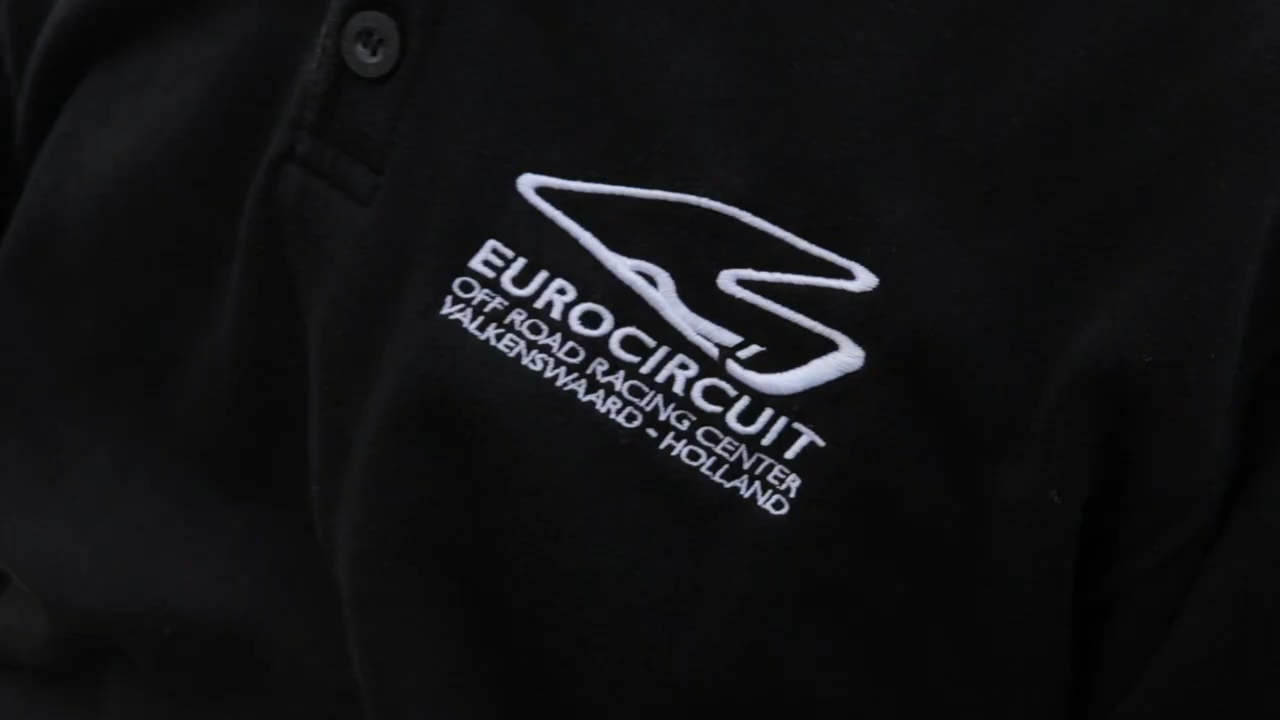 EUROCIRCUIT
OFF ROAD RACING CENTER
VALKENSWAARD - HOLLAND